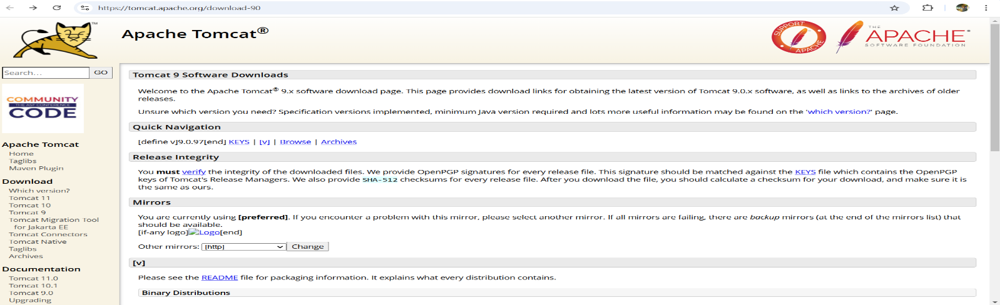 https://tomcat.apache.org/download-90
TM
Apache Tomcat®
SUPPORT APACHE
THE
APACHE®
SOFTWARE FOUNDATION
Search...
GO
COMMUNITY
THE ASF CONFERENCE
CODE
Apache Tomcat
Home
Taglibs
Maven Plugin
Download
Which version?
Tomcat 11
Tomcat 10
Tomcat 9
Tomcat Migration Tool
for Jakarta EE
Tomcat Connectors
Tomcat Native
Taglibs
Archives
Documentation
Tomcat 11.0
Tomcat 10.1
Tomcat 9.0
Upgrading
Tomcat 9 Software Downloads
Welcome to the Apache Tomcat® 9.x software download page. This page provides download links for obtaining the latest version of Tomcat 9.0.x software, as well as links to the archives of older
releases.
Unsure which version you need? Specification versions implemented, minimum Java version required and lots more useful information may be found on the 'which version?' page.
Quick Navigation
[define v]9.0.97[end] KEYS | [v] | Browse | Archives
Release Integrity
You must verify the integrity of the downloaded files. We provide OpenPGP signatures for every release file. This signature should be matched against the KEYS file which contains the OpenPGP
keys of Tomcat's Release Managers. We also provide SHA-512 checksums for every release file. After you download the file, you should calculate a checksum for your download, and make sure it is
the same as ours.
Mirrors
You are currently using [preferred]. If you encounter a problem with this mirror, please select another mirror. If all mirrors are failing, there are backup mirrors (at the end of the mirrors list) that
should be available.
[if-any logo]Logo[end]
Other mirrors: [http] Change
[v]
Please see the README file for packaging information. It explains what every distribution contains.
Binary Distributions